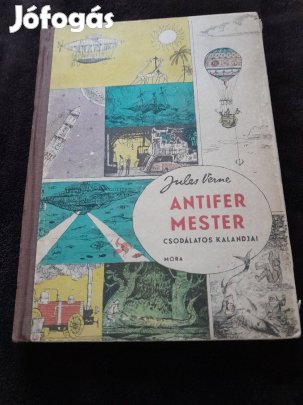 Jófogás
Jules Verne
ANTIFER
MESTER
CSODÁLATOS KALANDJAI
MÓRA